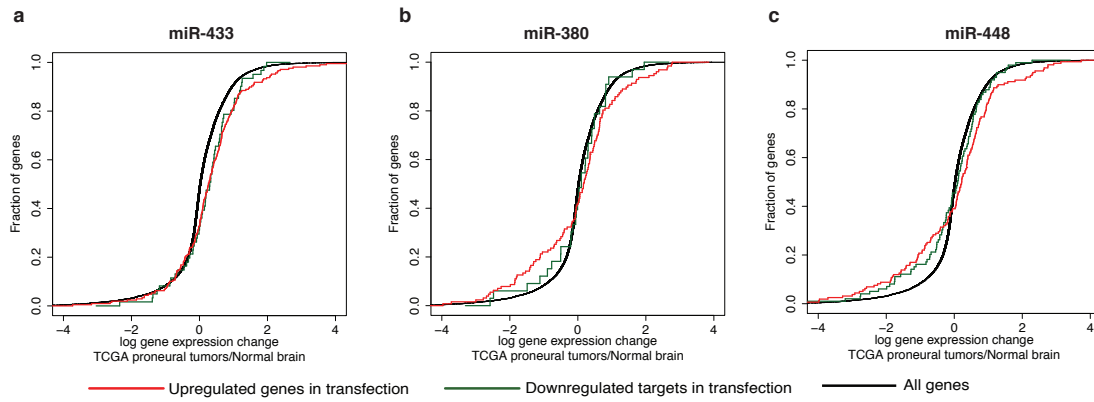 a
miR-433
Fraction of genes
0.0
0.2
0.4
0.6
0.8
1.0
−4
−2
0
2
4
log gene expression change
TCGA proneural tumors/Normal brain
b
miR-380
Fraction of genes
0.0
0.2
0.4
0.6
0.8
1.0
−4
−2
0
2
4
log gene expression change
TCGA proneural tumors/Normal brain
c
miR-448
Fraction of genes
0.0
0.2
0.4
0.6
0.8
1.0
−4
−2
0
2
4
log gene expression change
TCGA proneural tumors/Normal brain
Upregulated genes in transfection
Downregulated targets in transfection
All genes